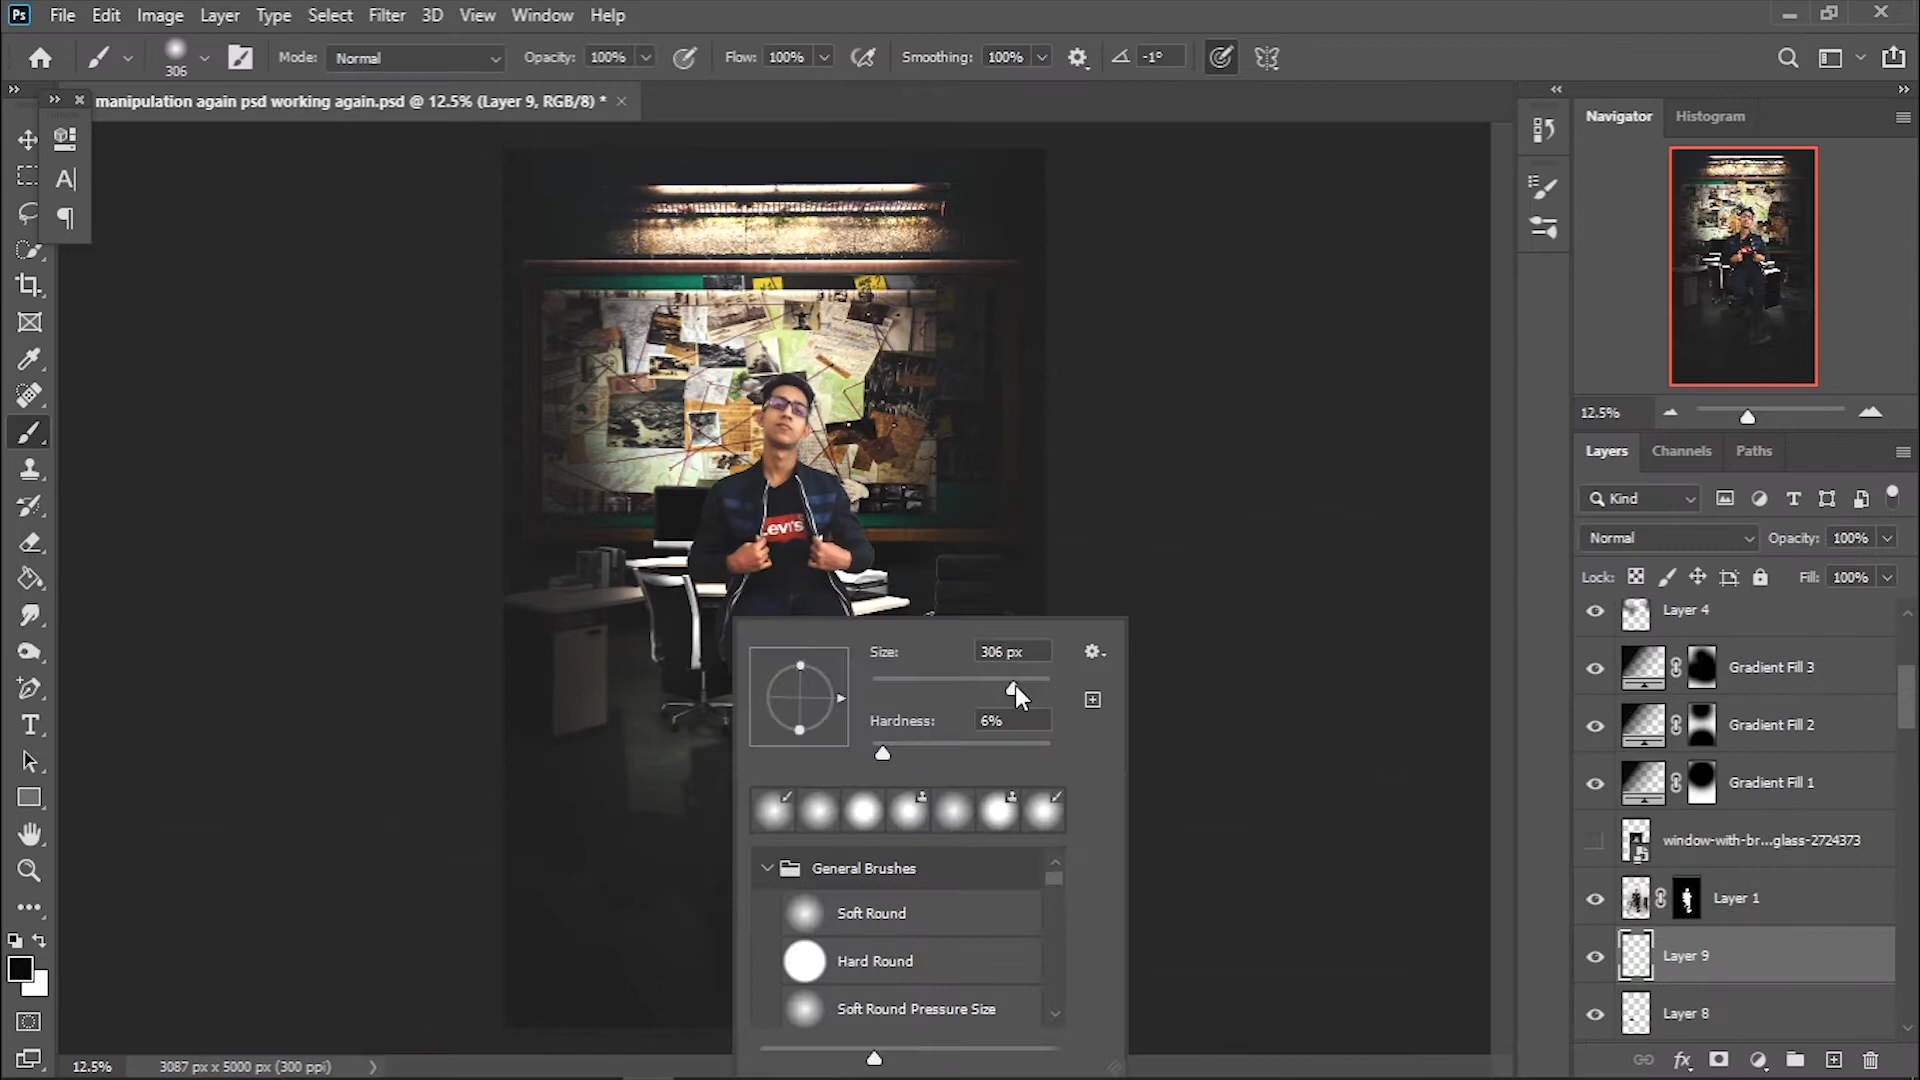 Ps File Edit Image Layer Type Select Filter 3D View Window Help
306 Mode: Normal Opacity: 100% Flow: 100% Smoothing: 100% -1°
manipulation again psd working again.psd @ 12.5% (Layer 9, RGB/8) *
Navigator Histogram
12.5%
Layers Channels Paths
Kind
Normal Opacity: 100%
Lock: Fill: 100%
Layer 4
Gradient Fill 3
Gradient Fill 2
Gradient Fill 1
window-with-br...glass-2724373
Layer 1
Layer 9
Layer 8
Levi's
Size: 306 px
Hardness: 6%
General Brushes
Soft Round
Hard Round
Soft Round Pressure Size
12.5% 3087 px x 5000 px (300 ppi)